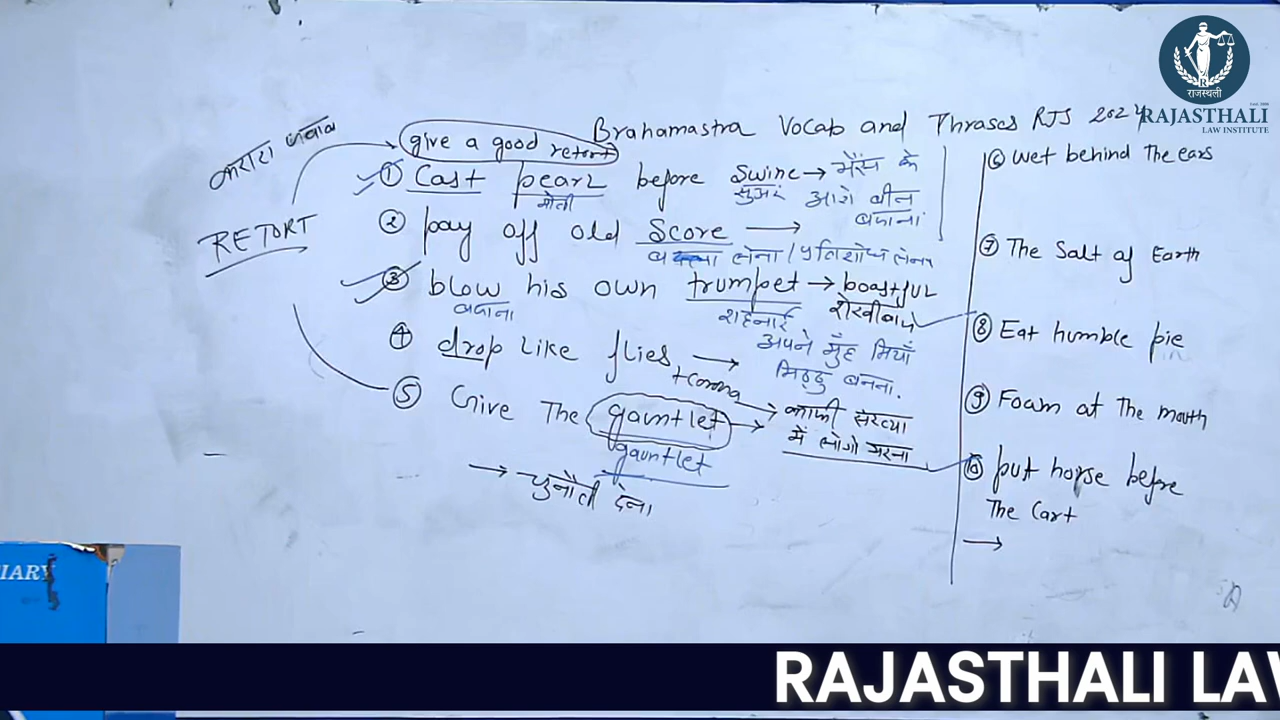 Brahamastra Vocab and Thrases RJS 2024
राजस्थली
RAJASTHALI
LAW INSTITUTE
करारा जवाब
give a good retort
RETORT
① Cast pearl before Swine → भैंस के
मोती सुअर आगे बीन
बजाना
② pay off old Score →
बदला लेना / प्रतिशोध लेना
③ blow his own trumpet → boastful
बजाना शहनाई शेखीबाज
अपने मुँह मियाँ
मिट्ठु बनना.
④ drop like flies →
+corona
काफी संख्या
में लोगो मरना
⑤ Give The gauntlet →
gauntlet
→ चुनौती देना
⑥ wet behind The ears
⑦ The Salt of Earth
⑧ Eat humble pie
⑨ Foam at The mouth
⑩ put horse before
The Cart
→
IARY
RAJASTHALI LAW